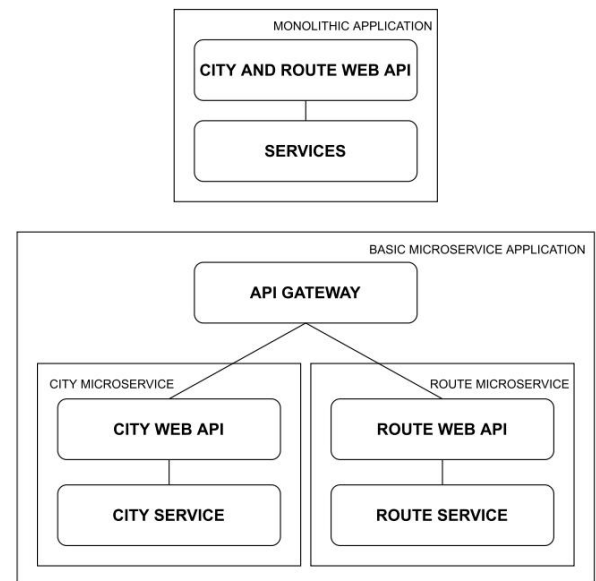 MONOLITHIC APPLICATION
CITY AND ROUTE WEB API
SERVICES
BASIC MICROSERVICE APPLICATION
API GATEWAY
CITY MICROSERVICE
CITY WEB API
CITY SERVICE
ROUTE MICROSERVICE
ROUTE WEB API
ROUTE SERVICE